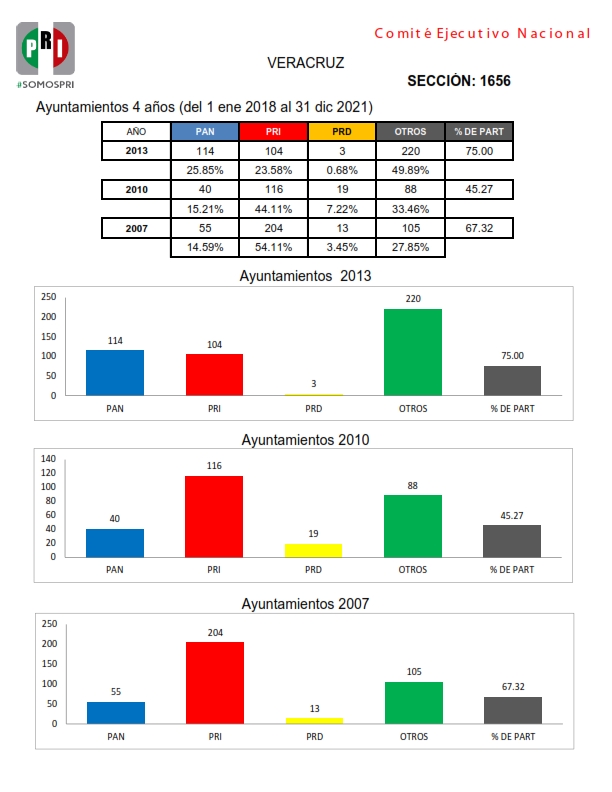 Comité Ejecutivo Nacional
PRI
#SOMOSPRI
VERACRUZ
SECCIÓN: 1656
Ayuntamientos 4 años (del 1 ene 2018 al 31 dic 2021)
AÑO PAN PRI PRD OTROS % DE PART
2013 114 104 3 220 75.00
25.85% 23.58% 0.68% 49.89%
2010 40 116 19 88 45.27
15.21% 44.11% 7.22% 33.46%
2007 55 204 13 105 67.32
14.59% 54.11% 3.45% 27.85%
Ayuntamientos 2013
250
200
150
100
50
0
114 104 3 220 75.00
PAN PRI PRD OTROS % DE PART
Ayuntamientos 2010
140
120
100
80
60
40
20
0
40 116 19 88 45.27
PAN PRI PRD OTROS % DE PART
Ayuntamientos 2007
250
200
150
100
50
0
55 204 13 105 67.32
PAN PRI PRD OTROS % DE PART